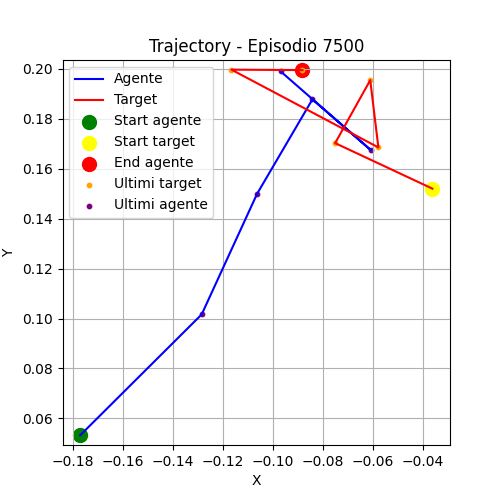 Trajectory - Episodio 7500
Agente
Target
Start agente
Start target
End agente
Ultimi target
Ultimi agente
0.20
0.18
0.16
0.14
0.12
0.10
0.08
0.06
Y
−0.18 −0.16 −0.14 −0.12 −0.10 −0.08 −0.06 −0.04
X